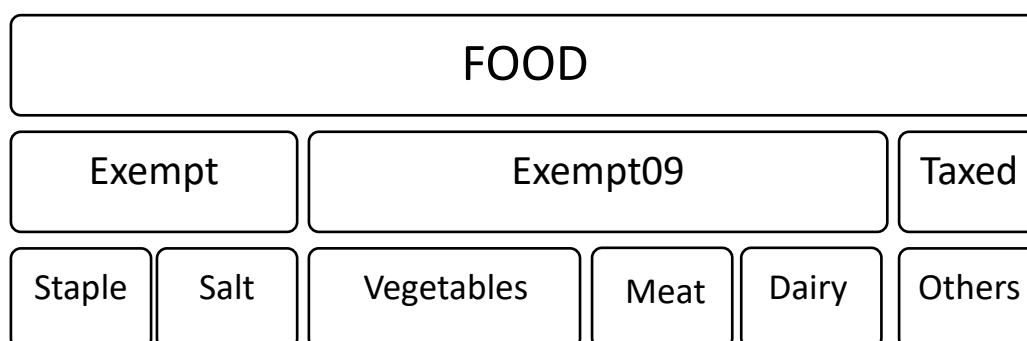 FOOD
Exempt Exempt09 Taxed
Staple Salt Vegetables Meat Dairy Others